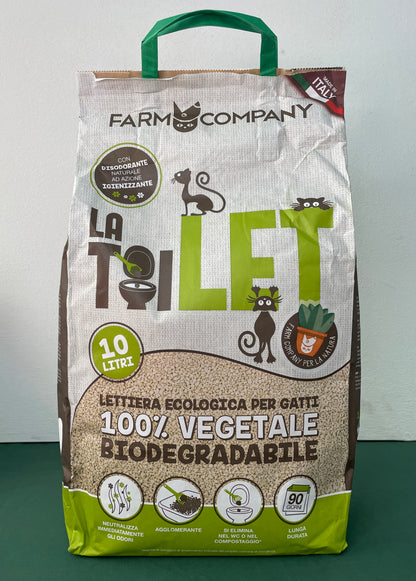 MADE IN
ITALY
FARM COMPANY
CON
DISODORANTE
NATURALE
AD AZIONE
IGIENIZZANTE
LA
TOILET
FARM COMPANY PER LA NATURA
10
LITRI
LETTIERA ECOLOGICA PER GATTI
100% VEGETALE
BIODEGRADABILE
NEUTRALIZZA
IMMEDIATAMENTE
GLI ODORI
AGGLOMERANTE
SI ELIMINA
NEL WC O NEL
COMPOSTAGGIO*
90
GIORNI
LUNGA
DURATA